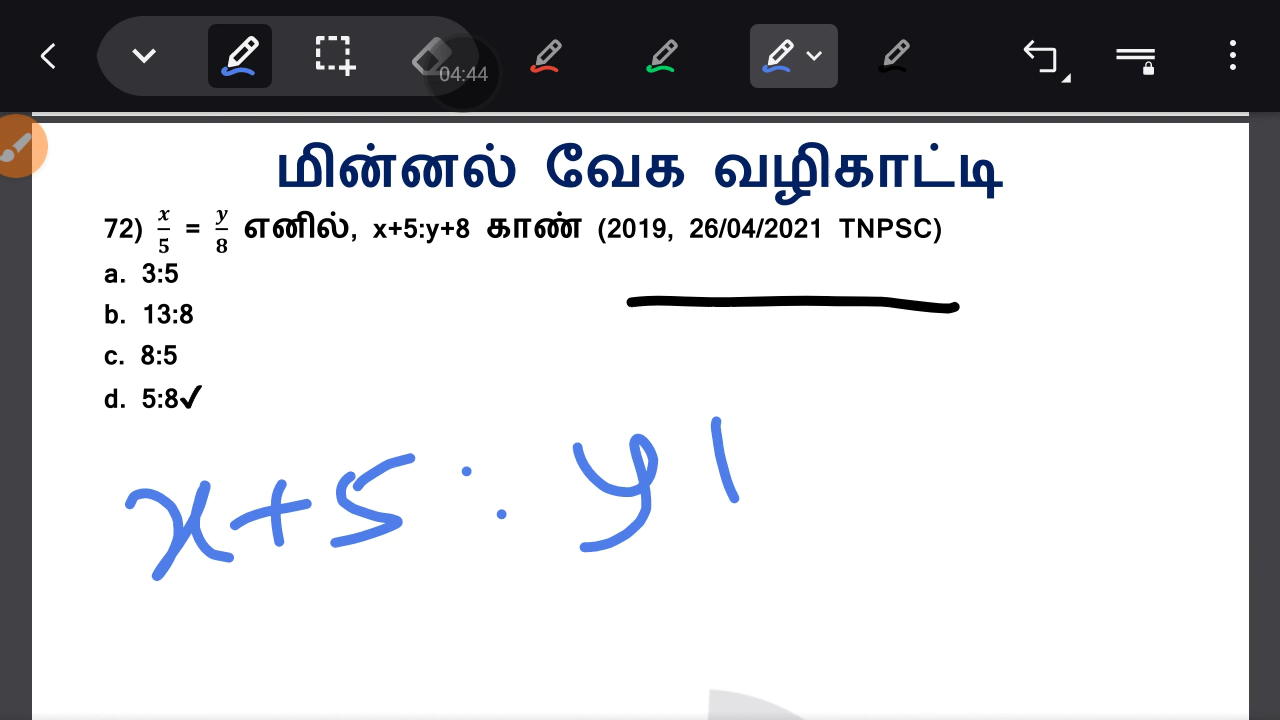 04:44
மின்னல் வேக வழிகாட்டி
72) x/5 = y/8 எனில், x+5:y+8 காண் (2019, 26/04/2021 TNPSC)
a. 3:5
b. 13:8
c. 8:5
d. 5:8✓
x+5 : y